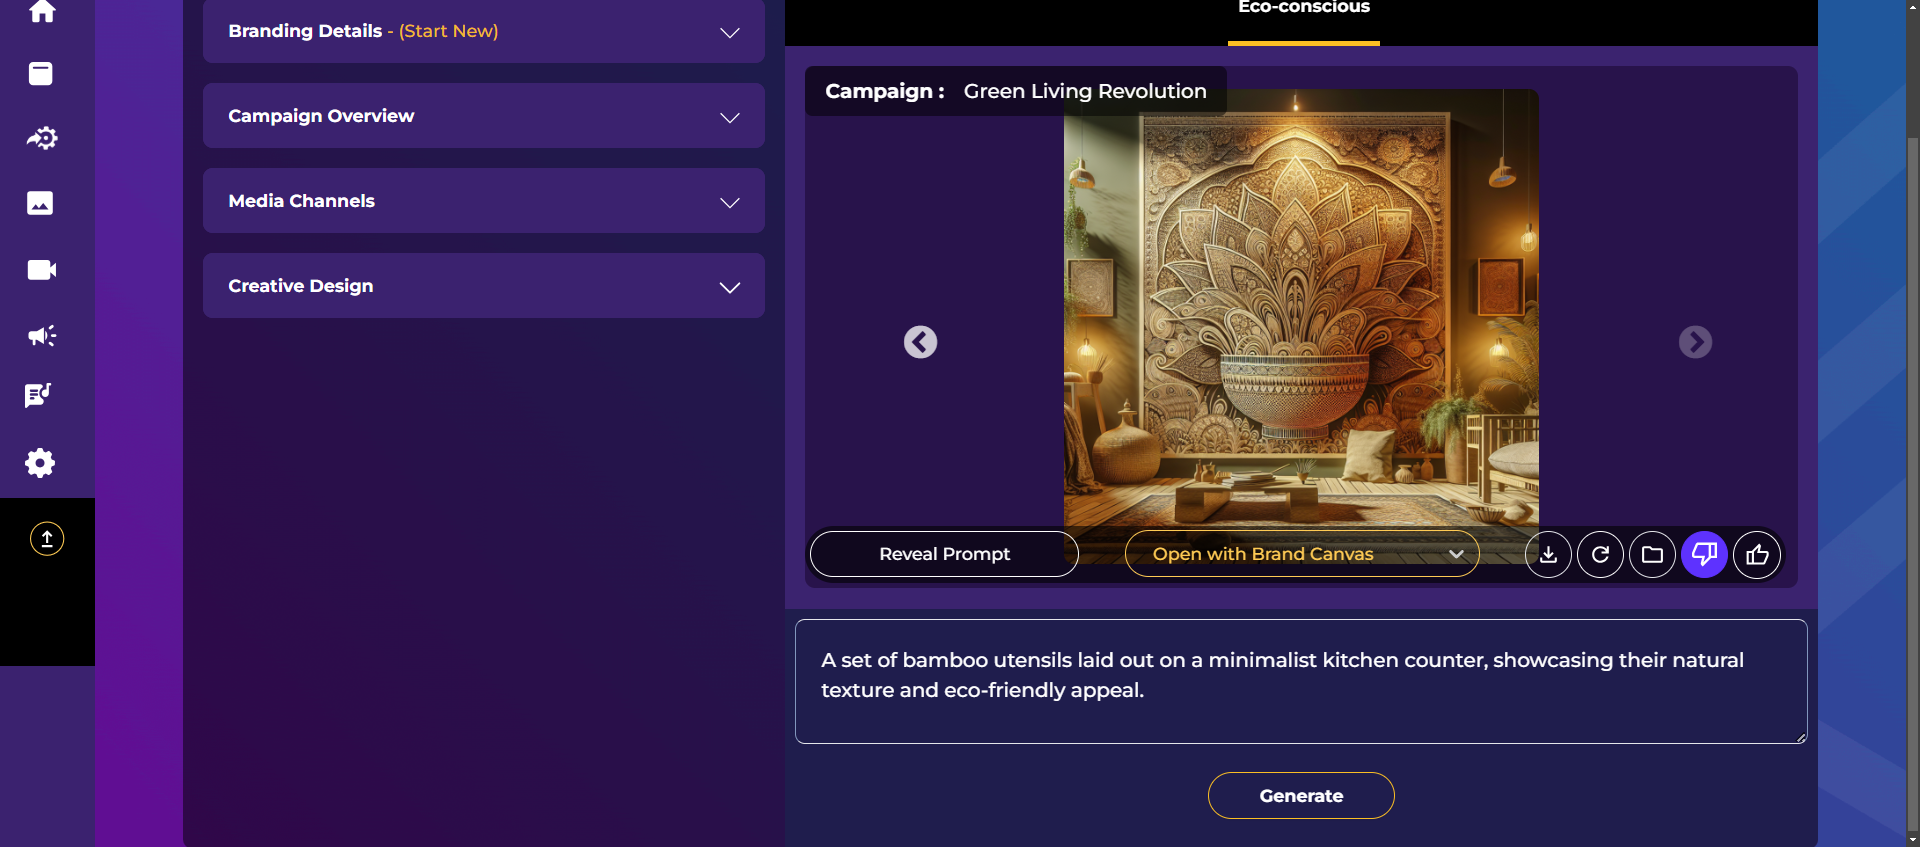 Eco-conscious
Branding Details - (Start New)
Campaign Overview
Media Channels
Creative Design
Campaign : Green Living Revolution
Reveal Prompt
Open with Brand Canvas
A set of bamboo utensils laid out on a minimalist kitchen counter, showcasing their natural
texture and eco-friendly appeal.
Generate